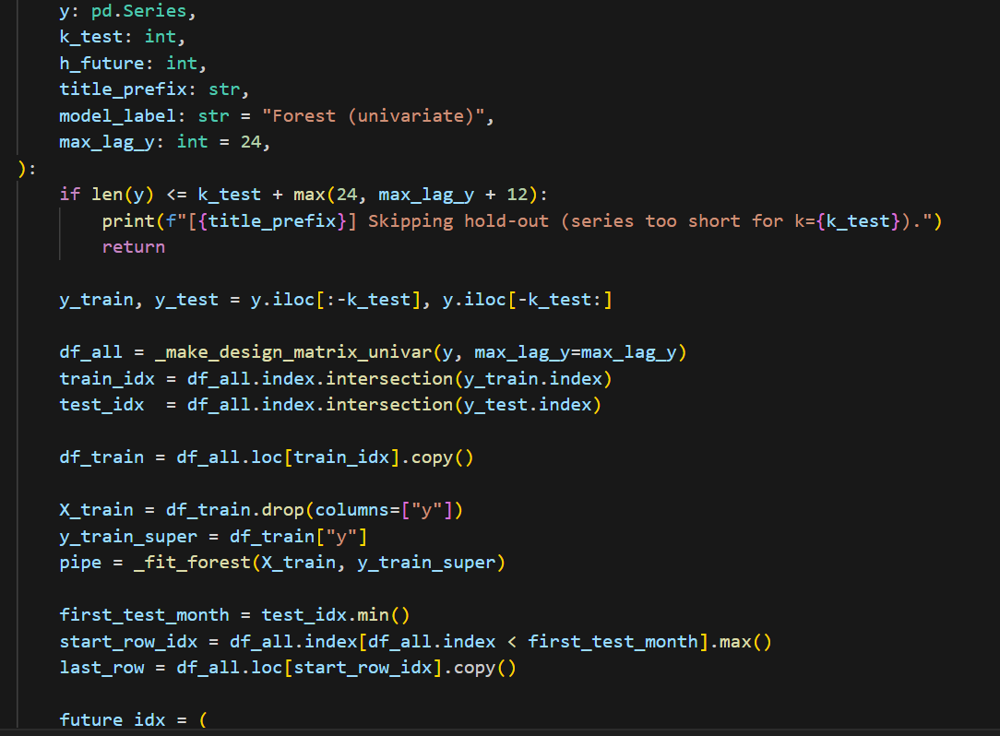 y: pd.Series,
    k_test: int,
    h_future: int,
    title_prefix: str,
    model_label: str = "Forest (univariate)",
    max_lag_y: int = 24,
):
    if len(y) <= k_test + max(24, max_lag_y + 12):
        print(f"[{title_prefix}] Skipping hold-out (series too short for k={k_test}).")
        return

    y_train, y_test = y.iloc[:-k_test], y.iloc[-k_test:]

    df_all = _make_design_matrix_univar(y, max_lag_y=max_lag_y)
    train_idx = df_all.index.intersection(y_train.index)
    test_idx  = df_all.index.intersection(y_test.index)

    df_train = df_all.loc[train_idx].copy()

    X_train = df_train.drop(columns=["y"])
    y_train_super = df_train["y"]
    pipe = _fit_forest(X_train, y_train_super)

    first_test_month = test_idx.min()
    start_row_idx = df_all.index[df_all.index < first_test_month].max()
    last_row = df_all.loc[start_row_idx].copy()

    future_idx = (